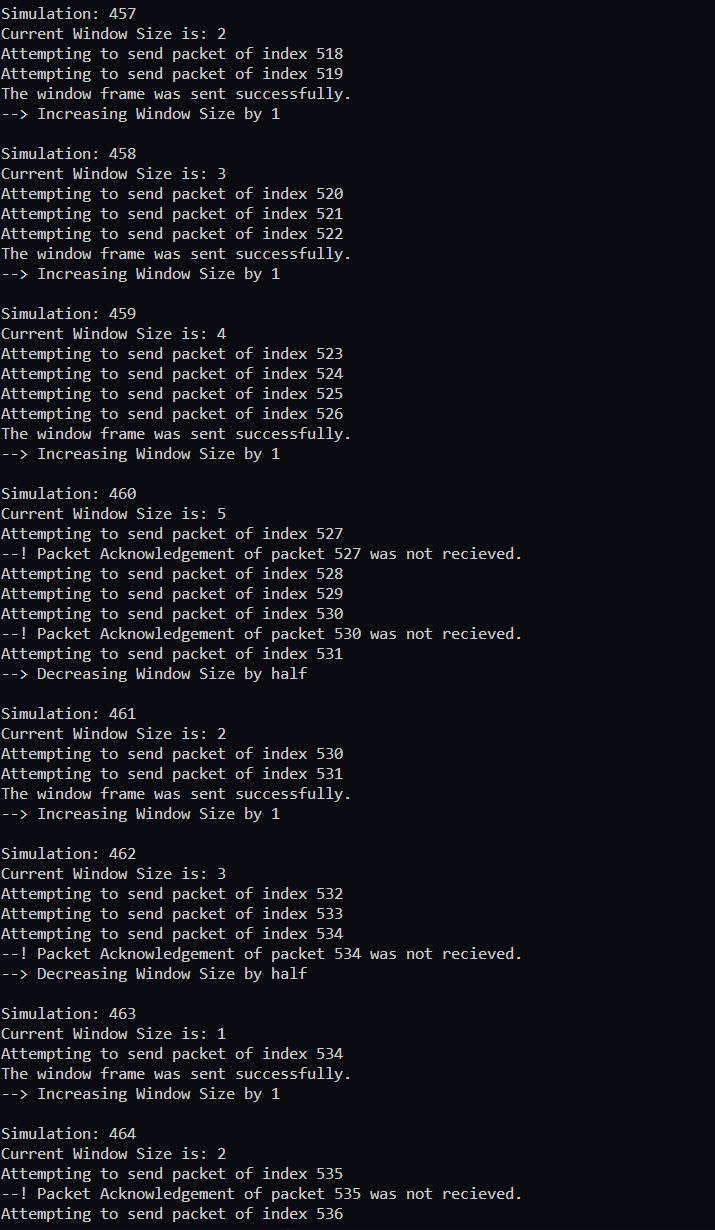 Simulation: 457
Current Window Size is: 2
Attempting to send packet of index 518
Attempting to send packet of index 519
The window frame was sent successfully.
--> Increasing Window Size by 1

Simulation: 458
Current Window Size is: 3
Attempting to send packet of index 520
Attempting to send packet of index 521
Attempting to send packet of index 522
The window frame was sent successfully.
--> Increasing Window Size by 1

Simulation: 459
Current Window Size is: 4
Attempting to send packet of index 523
Attempting to send packet of index 524
Attempting to send packet of index 525
Attempting to send packet of index 526
The window frame was sent successfully.
--> Increasing Window Size by 1

Simulation: 460
Current Window Size is: 5
Attempting to send packet of index 527
--! Packet Acknowledgement of packet 527 was not recieved.
Attempting to send packet of index 528
Attempting to send packet of index 529
Attempting to send packet of index 530
--! Packet Acknowledgement of packet 530 was not recieved.
Attempting to send packet of index 531
--> Decreasing Window Size by half

Simulation: 461
Current Window Size is: 2
Attempting to send packet of index 530
Attempting to send packet of index 531
The window frame was sent successfully.
--> Increasing Window Size by 1

Simulation: 462
Current Window Size is: 3
Attempting to send packet of index 532
Attempting to send packet of index 533
Attempting to send packet of index 534
--! Packet Acknowledgement of packet 534 was not recieved.
--> Decreasing Window Size by half

Simulation: 463
Current Window Size is: 1
Attempting to send packet of index 534
The window frame was sent successfully.
--> Increasing Window Size by 1

Simulation: 464
Current Window Size is: 2
Attempting to send packet of index 535
--! Packet Acknowledgement of packet 535 was not recieved.
Attempting to send packet of index 536